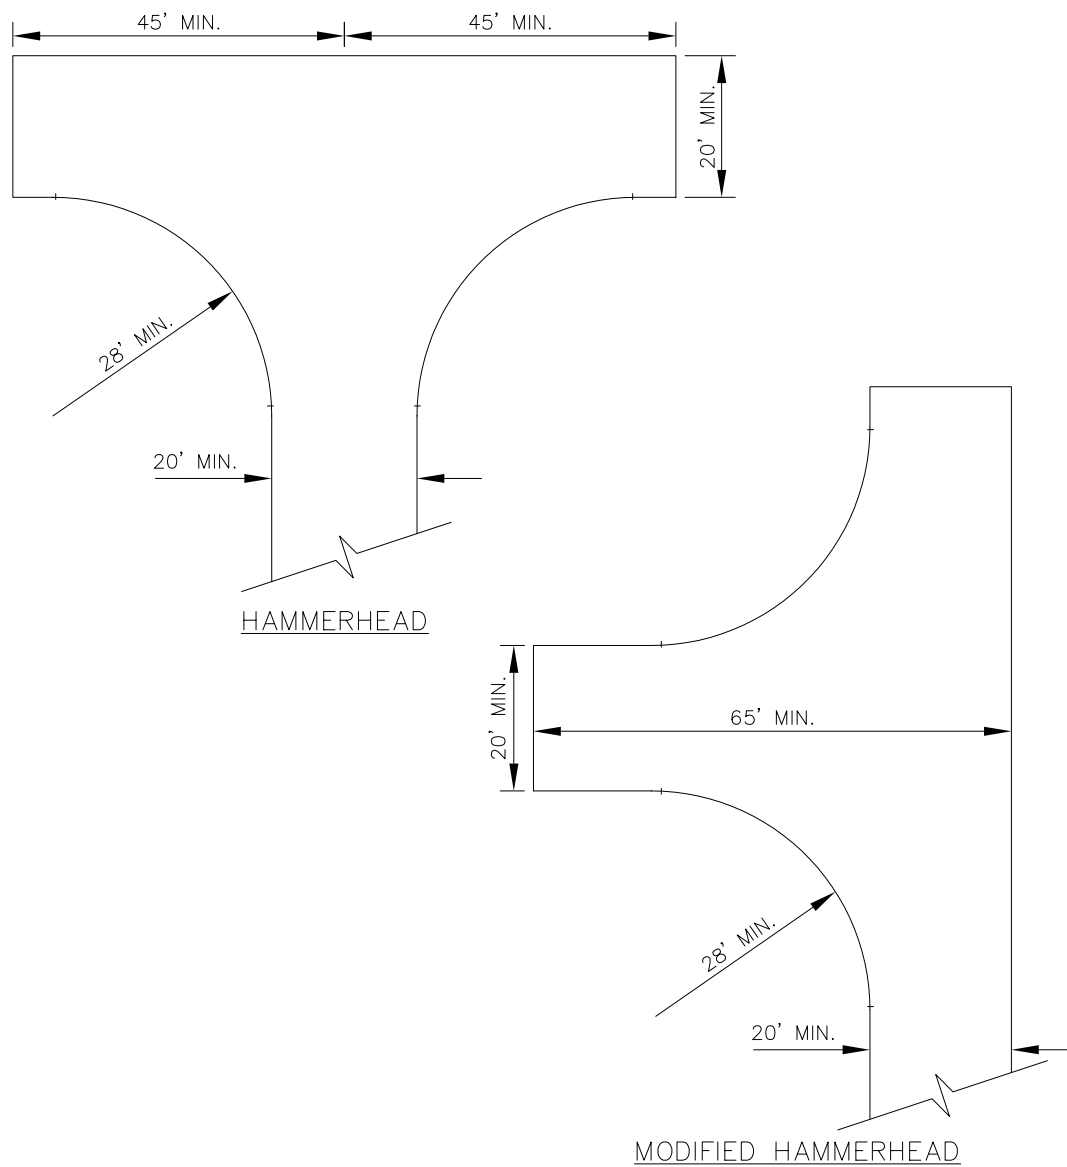 45' MIN.
45' MIN.
20' MIN.
28' MIN.
20' MIN.
HAMMERHEAD
20' MIN.
65' MIN.
28' MIN.
20' MIN.
MODIFIED HAMMERHEAD